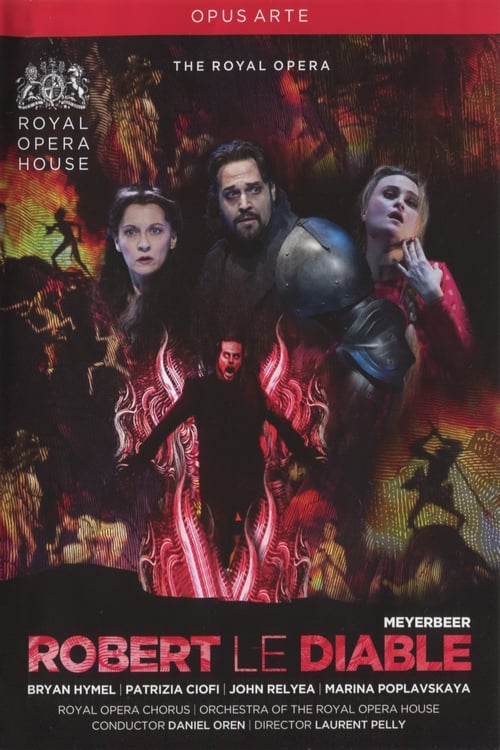 OPUS ARTE
THE ROYAL OPERA
ROYAL
OPERA
HOUSE
MEYERBEER
ROBERT LE DIABLE
BRYAN HYMEL | PATRIZIA CIOFI | JOHN RELYEA | MARINA POPLAVSKAYA
ROYAL OPERA CHORUS | ORCHESTRA OF THE ROYAL OPERA HOUSE
CONDUCTOR DANIEL OREN | DIRECTOR LAURENT PELLY